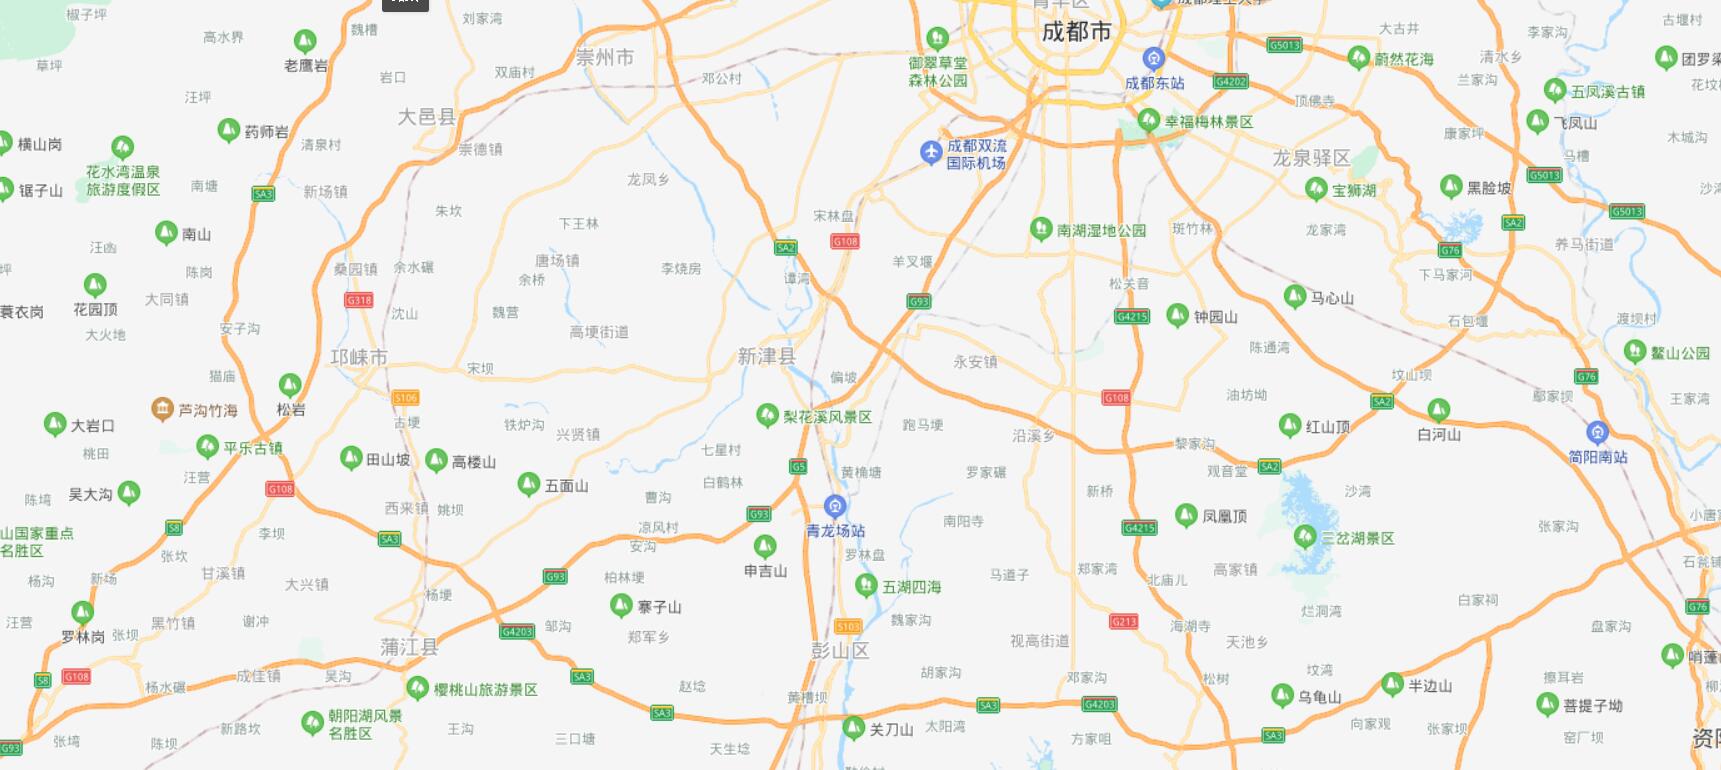 椒子坪
魏槽
刘家湾
成都市
大古井
古堰村
高水界
崇州市
G5013
李家沟
老鹰岩
岩口
双庙村
邓公村
御翠草堂
森林公园
成都东站
蔚然花海
清水乡
团罗梁
草坪
G4202
兰家沟
汪坪
五凤溪古镇
大邑县
顶佛寺
飞凤山
药师岩
清泉村
幸福梅林景区
康家坪
木城沟
横山岗
崇德镇
成都双流
国际机场
龙泉驿区
马槽
花水湾温泉
旅游度假区
G5013
锯子山
南塘
SA3
新场镇
龙凤乡
宝狮湖
黑脸坡
朱坎
下王林
宋林盘
G5013
南山
SA2
G108
南湖湿地公园
斑竹林
龙家湾
SA2
养马街道
汪凼
桑园镇
余水碾
唐场镇
余桥
李烧房
谭湾
羊叉堰
G76
下马家河
陈岗
花园顶
大同镇
G318
沈山
魏营
G93
松关音
马心山
蓑衣岗
大火地
安子沟
高埂街道
G4215
钟园山
石包堰
渡坝村
邛崃市
新津县
永安镇
陈通湾
鳌山公园
猫庙
宋坝
偏坡
坟山坝
G76
松岩
S106
G108
油坊坳
SA2
鄢家坝
王家湾
芦沟竹海
大岩口
古埂
铁炉沟
兴贤镇
梨花溪风景区
跑马埂
沿溪乡
红山顶
白河山
简阳南站
桃田
平乐古镇
田山坡
高楼山
七星村
G5
黄桷塘
罗家碾
黎家沟
观音堂
SA2
吴大沟
汪营
G108
五面山
白鹤林
新桥
沙湾
陈塆
西来镇
姚坝
曹沟
G93
青龙场站
南阳寺
凤凰顶
山国家重点
名胜区
S8
李坝
SA3
凉风村
安沟
G4215
三岔湖景区
张家沟
张坎
申吉山
罗林盘
石瓮铺
杨沟
新场
甘溪镇
大兴镇
杨埂
G93
柏林埂
五湖四海
马道子
郑家湾
北庙儿
高家镇
汪营
罗林岗
张坝
黑竹镇
谢冲
寨子山
魏家沟
烂洞湾
白家祠
G76
蒲江县
G4203
邹沟
郑军乡
S103
G213
海湖寺
盘家沟
彭山区
视高街道
天池乡
S8
G108
杨水碾
成佳镇
吴沟
樱桃山旅游景区
SA3
赵埝
胡家沟
邓家沟
松树
坟湾
半边山
擦耳岩
朝阳湖风景
名胜区
新路坎
王沟
SA3
黄槽坝
SA3
G4203
乌龟山
菩提子坳
G93
张塆
陈坝
三口塘
天生埝
关刀山
太阳湾
方家咀
SA3
向家观
张家坝
窑厂坝